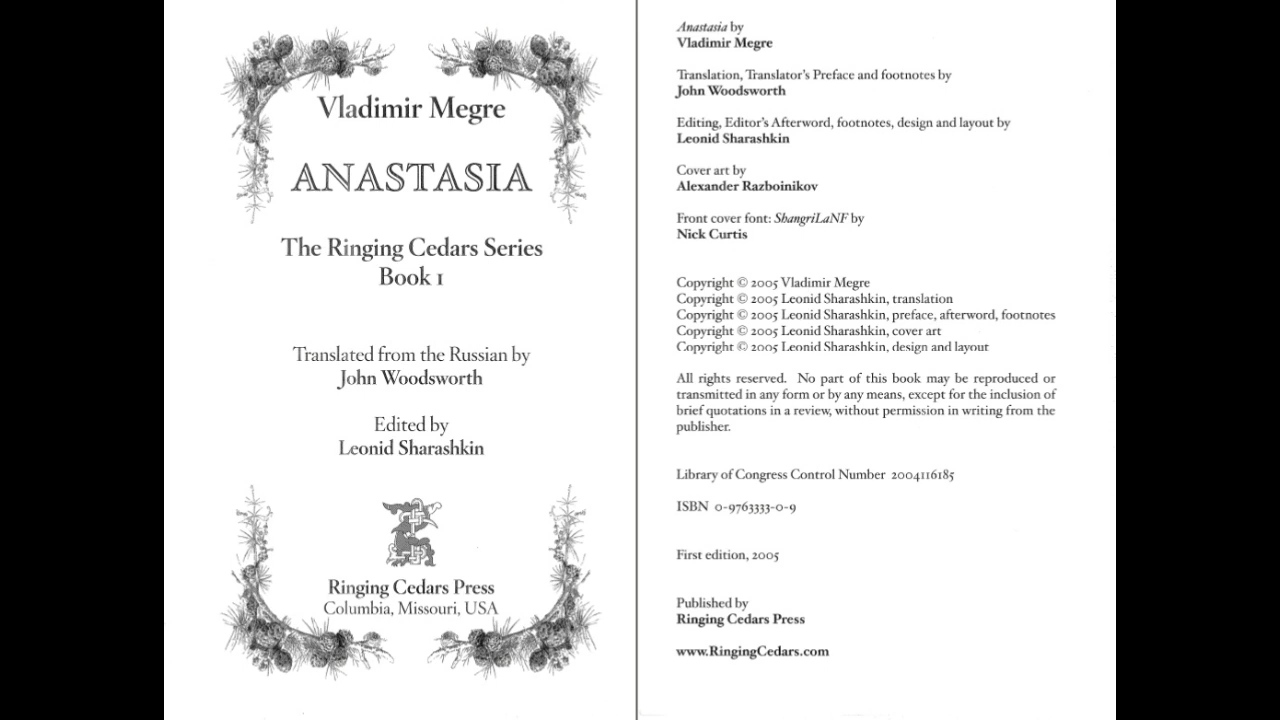 Vladimir Megre
ANASTASIA
The Ringing Cedars Series
Book 1
Translated from the Russian by
John Woodsworth
Edited by
Leonid Sharashkin
Ringing Cedars Press
Columbia, Missouri, USA
Anastasia by
Vladimir Megre
Translation, Translator's Preface and footnotes by
John Woodsworth
Editing, Editor's Afterword, footnotes, design and layout by
Leonid Sharashkin
Cover art by
Alexander Razboinikov
Front cover font: ShangriLaNF by
Nick Curtis
Copyright © 2005 Vladimir Megre
Copyright © 2005 Leonid Sharashkin, translation
Copyright © 2005 Leonid Sharashkin, preface, afterword, footnotes
Copyright © 2005 Leonid Sharashkin, cover art
Copyright © 2005 Leonid Sharashkin, design and layout
All rights reserved. No part of this book may be reproduced or
transmitted in any form or by any means, except for the inclusion of
brief quotations in a review, without permission in writing from the
publisher.
Library of Congress Control Number 2004116185
ISBN 0-9763333-0-9
First edition, 2005
Published by
Ringing Cedars Press
www.RingingCedars.com